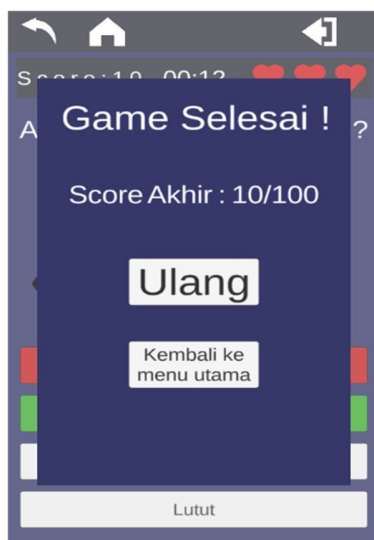 Score:10 00:12
A ?
Game Selesai !
Score Akhir : 10/100
Ulang
Kembali ke
menu utama
Lutut